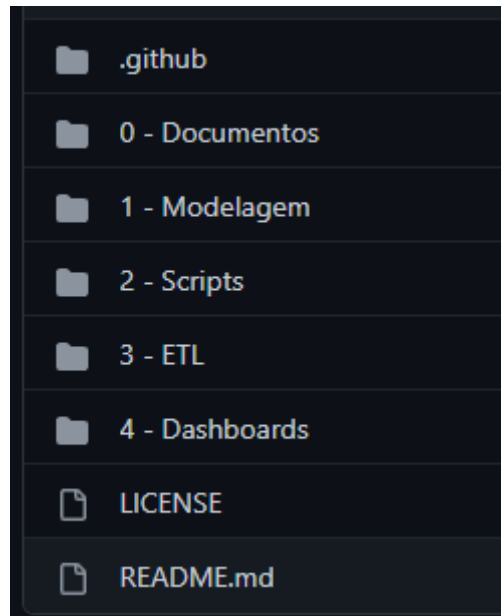 .github
0 - Documentos
1 - Modelagem
2 - Scripts
3 - ETL
4 - Dashboards
LICENSE
README.md